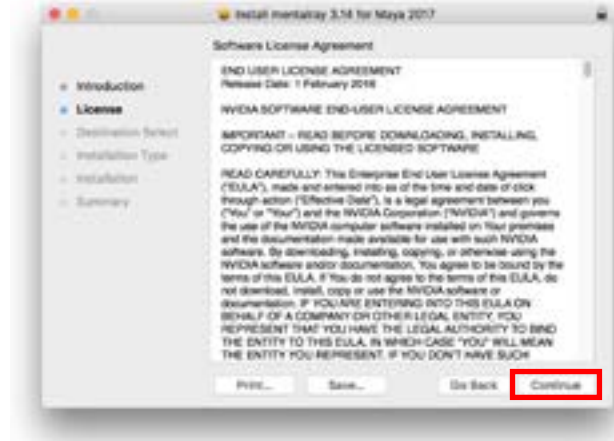 Install mentalray 3.14 for Maya 2017
Software License Agreement
Introduction
License
Destination Select
Installation Type
Installation
Summary
END USER LICENSE AGREEMENT
Release Date: 1 February 2016
NVIDIA SOFTWARE END-USER LICENSE AGREEMENT
IMPORTANT – READ BEFORE DOWNLOADING, INSTALLING,
COPYING OR USING THE LICENSED SOFTWARE
READ CAREFULLY: This Enterprise End User License Agreement
("EULA"), made and entered into as of the time and date of click
through action ("Effective Date"), is a legal agreement between you
("You" or "Your") and the NVIDIA Corporation ("NVIDIA") and governs
the use of the NVIDIA computer software installed on Your premises
and the documentation made available for use with such NVIDIA
software. By downloading, installing, copying, or otherwise using the
NVIDIA software and/or documentation, You agree to be bound by the
terms of this EULA. If You do not agree to the terms of this EULA, do
not download, install, copy or use the NVIDIA software or
documentation. IF YOU ARE ENTERING INTO THIS EULA ON
BEHALF OF A COMPANY OR OTHER LEGAL ENTITY, YOU
REPRESENT THAT YOU HAVE THE LEGAL AUTHORITY TO BIND
THE ENTITY TO THIS EULA, IN WHICH CASE "YOU" WILL MEAN
THE ENTITY YOU REPRESENT. IF YOU DON'T HAVE SUCH
Print...
Save...
Go Back
Continue